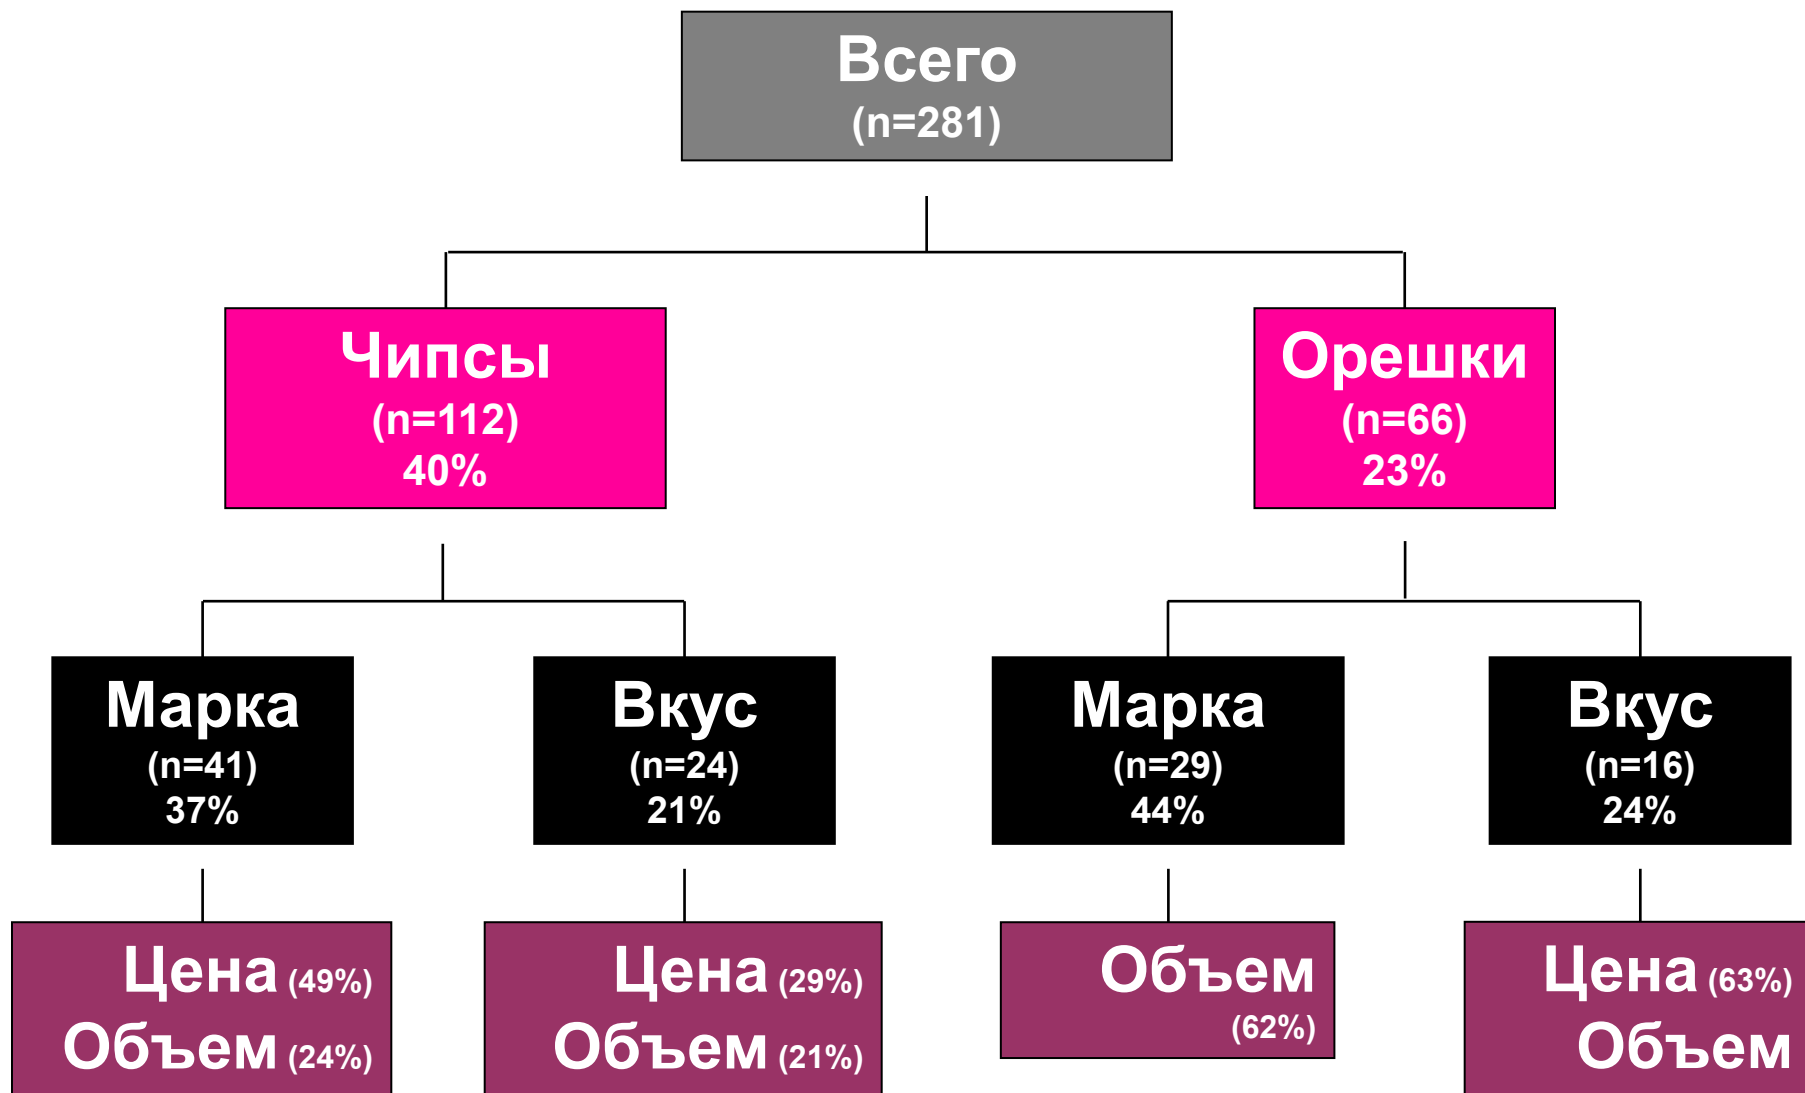 Всего
(n=281)
Чипсы
(n=112)
40%
Орешки
(n=66)
23%
Марка
(n=41)
37%
Вкус
(n=24)
21%
Марка
(n=29)
44%
Вкус
(n=16)
24%
Цена (49%)
Объем (24%)
Цена (29%)
Объем (21%)
Объем
(62%)
Цена (63%)
Объем